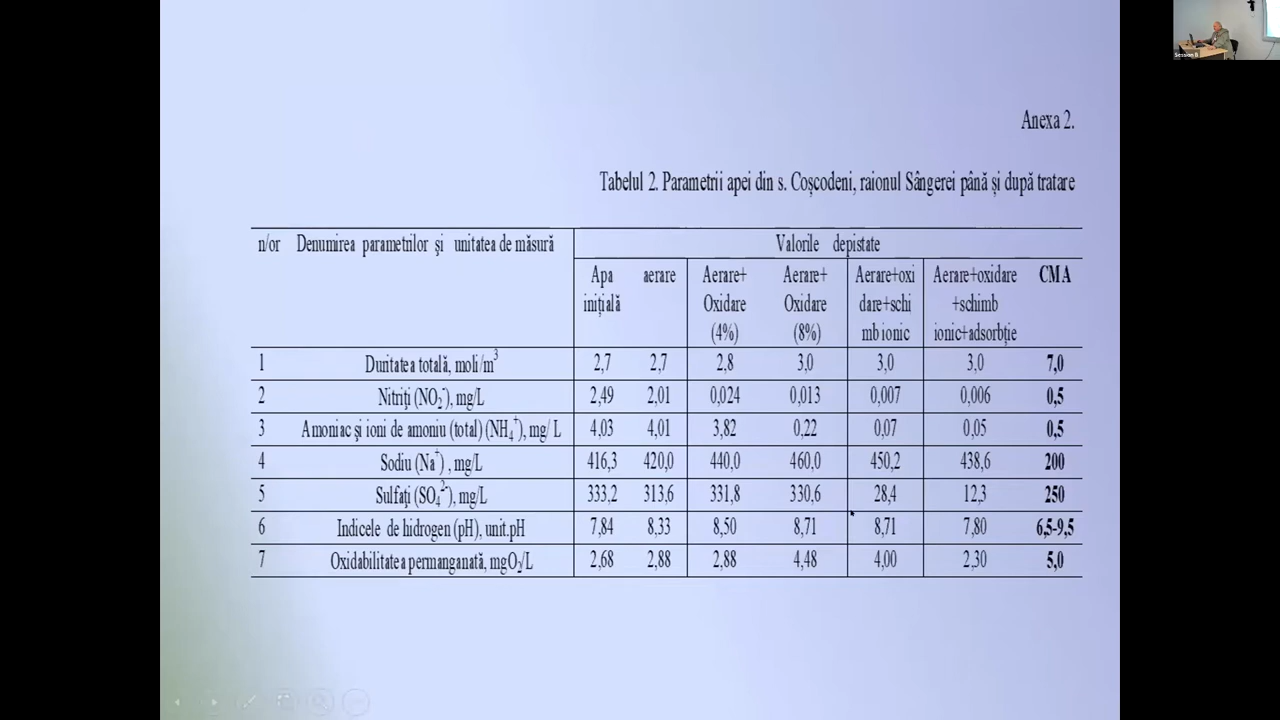 Anexa 2.
Tabelul 2. Parametrii apei din s. Coșcodeni, raionul Sângerei până și după tratare
n/or Denumirea parametrilor şi unitatea de măsură Valorile depistate
Apa inițială aerare Aerare+ Oxidare (4%) Aerare+ Oxidare (8%) Aerare+oxi dare+schi mb ionic Aerare+oxidare +schimb ionic+adsorbție CMA
1 Duritatea totală, moli/m³ 2,7 2,7 2,8 3,0 3,0 3,0 7,0
2 Nitriţi (NO₂⁻), mg/L 2,49 2,01 0,024 0,013 0,007 0,006 0,5
3 Amoniac şi ioni de amoniu (total) (NH₄⁺), mg/ L 4,03 4,01 3,82 0,22 0,07 0,05 0,5
4 Sodiu (Na⁺) , mg/L 416,3 420,0 440,0 460,0 450,2 438,6 200
5 Sulfaţi (SO₄²⁻), mg/L 333,2 313,6 331,8 330,6 28,4 12,3 250
6 Indicele de hidrogen (pH), unit.pH 7,84 8,33 8,50 8,71 8,71 7,80 6,5-9,5
7 Oxidabilitatea permanganată, mgO₂/L 2,68 2,88 2,88 4,48 4,00 2,30 5,0
Session B